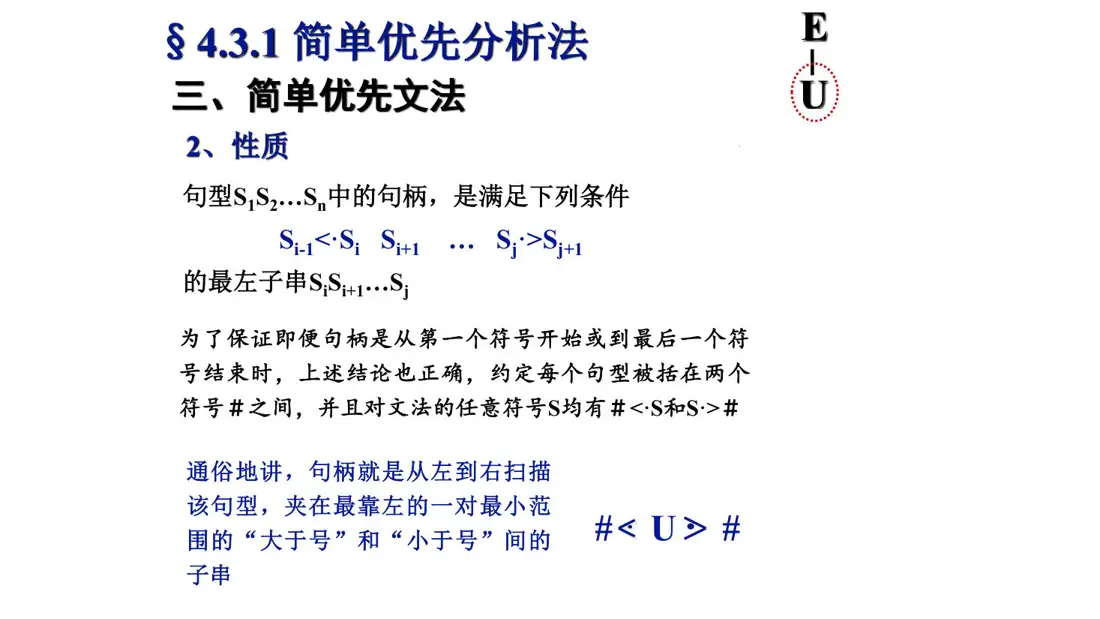 §4.3.1 简单优先分析法
三、简单优先文法
2、性质
句型S₁S₂…Sₙ中的句柄，是满足下列条件
Sᵢ₋₁<·Sᵢ Sᵢ₊₁ … Sⱼ·>Sⱼ₊₁
的最左子串SᵢSᵢ₊₁…Sⱼ
为了保证即便句柄是从第一个符号开始或到最后一个符
号结束时，上述结论也正确，约定每个句型被括在两个
符号＃之间，并且对文法的任意符号S均有＃<·S和S·>＃
通俗地讲，句柄就是从左到右扫描
该句型，夹在最靠左的一对最小范
围的“大于号”和“小于号”间的
子串
#⋖ U⋗ #
E
U